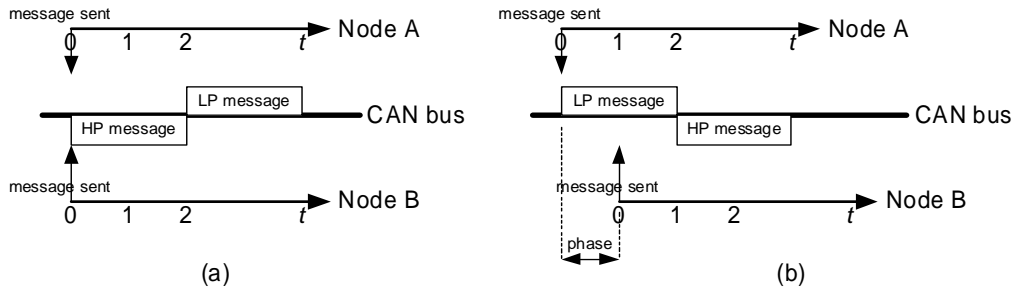 message sent
0 1 2 t Node A
LP message
HP message
CAN bus
message sent
0 1 2 t Node B
(a)
message sent
0 1 2 t Node A
LP message
HP message
CAN bus
message sent
0 1 2 t Node B
phase
(b)